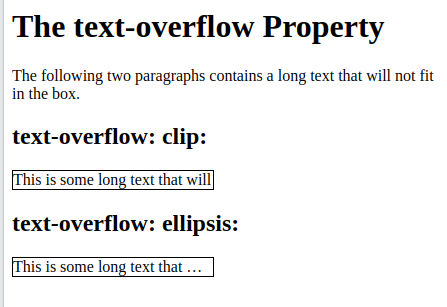 The text-overflow Property
The following two paragraphs contains a long text that will not fit
in the box.
text-overflow: clip:
This is some long text that will
text-overflow: ellipsis:
This is some long text that …